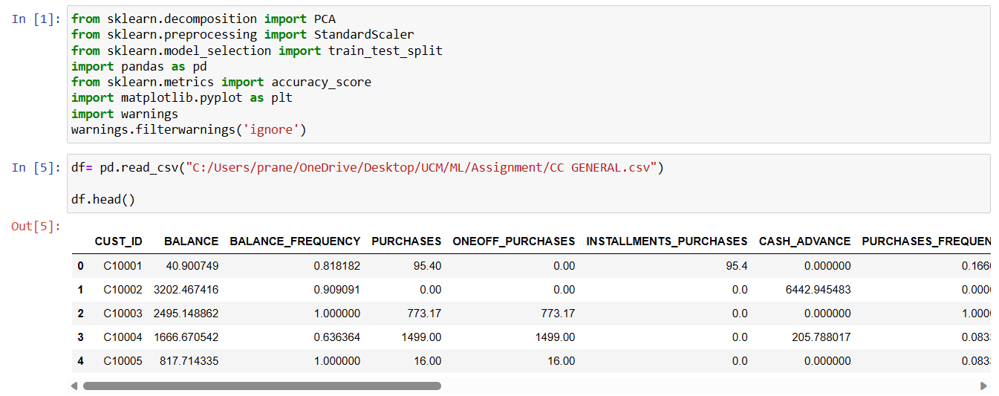 In [1]: from sklearn.decomposition import PCA
from sklearn.preprocessing import StandardScaler
from sklearn.model_selection import train_test_split
import pandas as pd
from sklearn.metrics import accuracy_score
import matplotlib.pyplot as plt
import warnings
warnings.filterwarnings('ignore')
In [5]: df= pd.read_csv("C:/Users/prane/OneDrive/Desktop/UCM/ML/Assignment/CC GENERAL.csv")
df.head()
Out[5]:
CUST_ID BALANCE BALANCE_FREQUENCY PURCHASES ONEOFF_PURCHASES INSTALLMENTS_PURCHASES CASH_ADVANCE PURCHASES_FREQUEN
0 C10001 40.900749 0.818182 95.40 0.00 95.4 0.000000 0.166
1 C10002 3202.467416 0.909091 0.00 0.00 0.0 6442.945483 0.000
2 C10003 2495.148862 1.000000 773.17 773.17 0.0 0.000000 1.000
3 C10004 1666.670542 0.636364 1499.00 1499.00 0.0 205.788017 0.083
4 C10005 817.714335 1.000000 16.00 16.00 0.0 0.000000 0.083